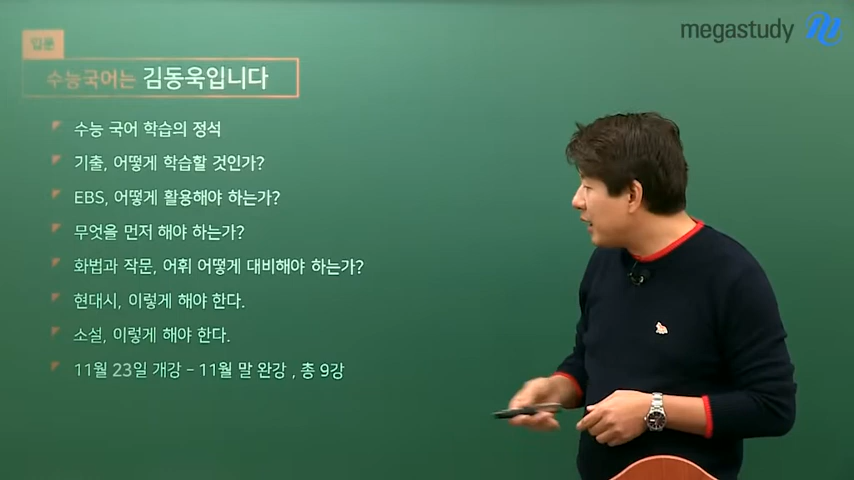 megastudy
입문
수능국어는 김동욱입니다
수능 국어 학습의 정석
기출, 어떻게 학습할 것인가?
EBS, 어떻게 활용해야 하는가?
무엇을 먼저 해야 하는가?
화법과 작문, 어휘 어떻게 대비해야 하는가?
현대시, 이렇게 해야 한다.
소설, 이렇게 해야 한다.
11월 23일 개강 – 11월 말 완강 , 총 9강